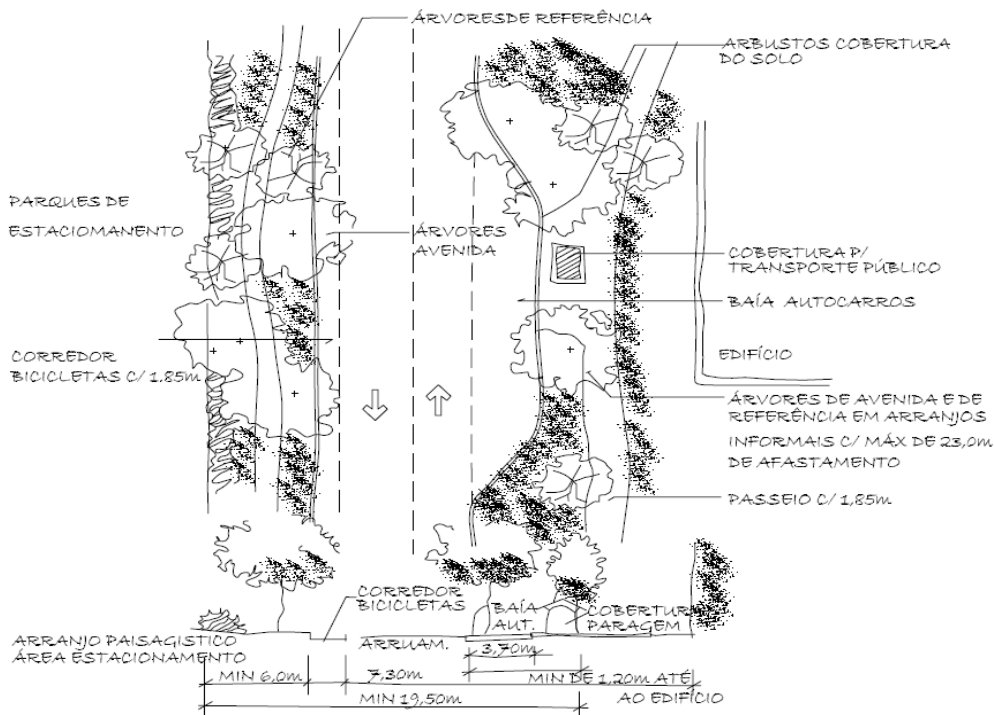 ÁRVORESDE REFERÊNCIA
ARBUSTOS COBERTURA
DO SOLO
PARQUES DE
ESTACIOMANENTO
ÁRVORES
AVENIDA
COBERTURA P/
TRANSPORTE PÚBLICO
BAÍA AUTOCARROS
EDIFÍCIO
CORREDOR
BICICLETAS C/ 1.85m
ÁRVORES DE AVENIDA E DE
REFERÊNCIA EM ARRANJOS
INFORMAIS C/ MÁX DE 23,0m
DE AFASTAMENTO
PASSEIO C/ 1,85m
CORREDOR
BICICLETAS
BAÍA
AUT.
COBERTURA
PARAGEM
ARRANJO PAISAGISTICO
ÁREA ESTACIONAMENTO
ARRUAM.
3,70m
MIN 6,0m
7,30m
MIN DE 1,20m ATÉ
AO EDIFÍCIO
MIN 19,50m